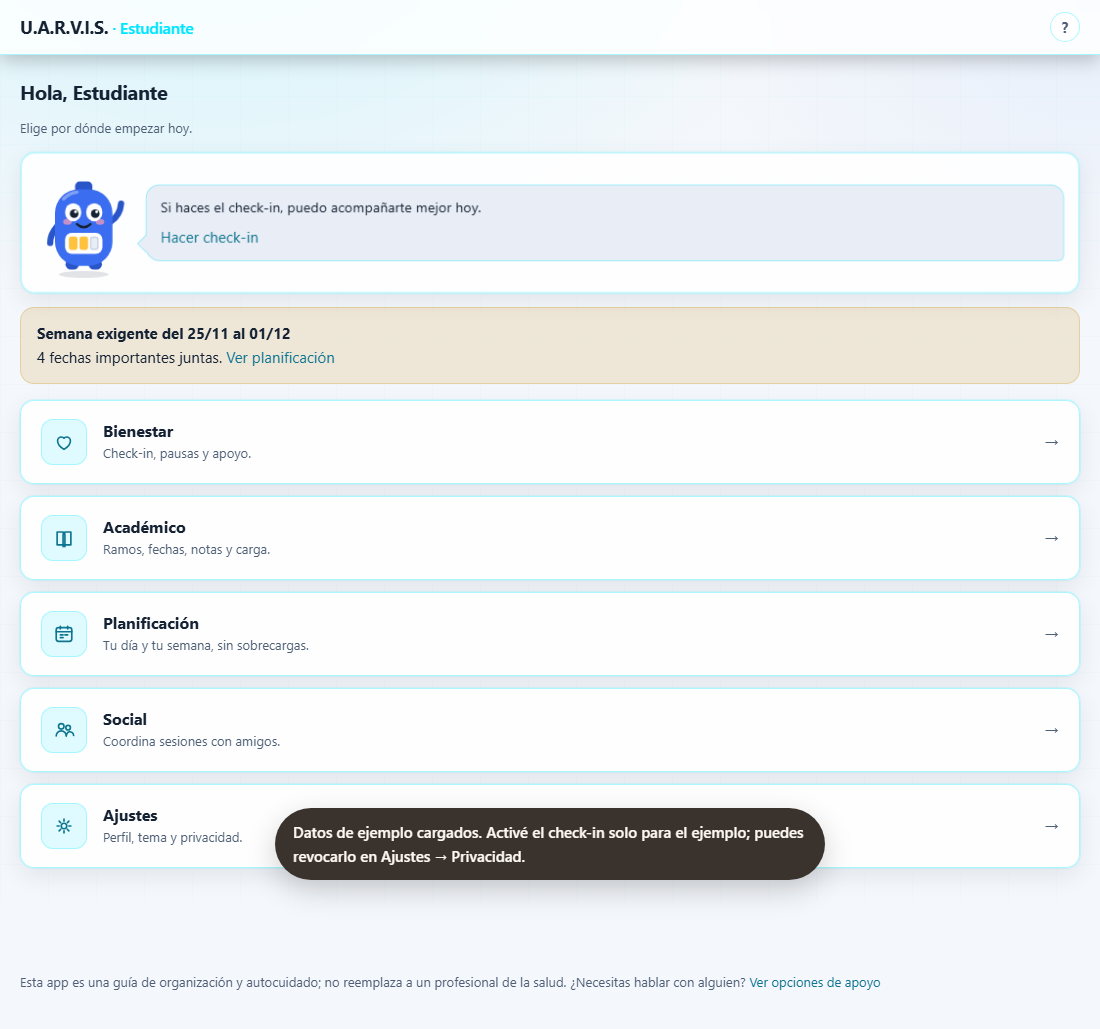 U.A.R.V.I.S. · Estudiante
?
Hola, Estudiante
Elige por dónde empezar hoy.
Si haces el check-in, puedo acompañarte mejor hoy.
Hacer check-in
Semana exigente del 25/11 al 01/12
4 fechas importantes juntas. Ver planificación
Bienestar
Check-in, pausas y apoyo.
→
Académico
Ramos, fechas, notas y carga.
→
Planificación
Tu día y tu semana, sin sobrecargas.
→
Social
Coordina sesiones con amigos.
→
Ajustes
Perfil, tema y privacidad.
→
Datos de ejemplo cargados. Activé el check-in solo para el ejemplo; puedes
revocarlo en Ajustes → Privacidad.
Esta app es una guía de organización y autocuidado; no reemplaza a un profesional de la salud. ¿Necesitas hablar con alguien? Ver opciones de apoyo